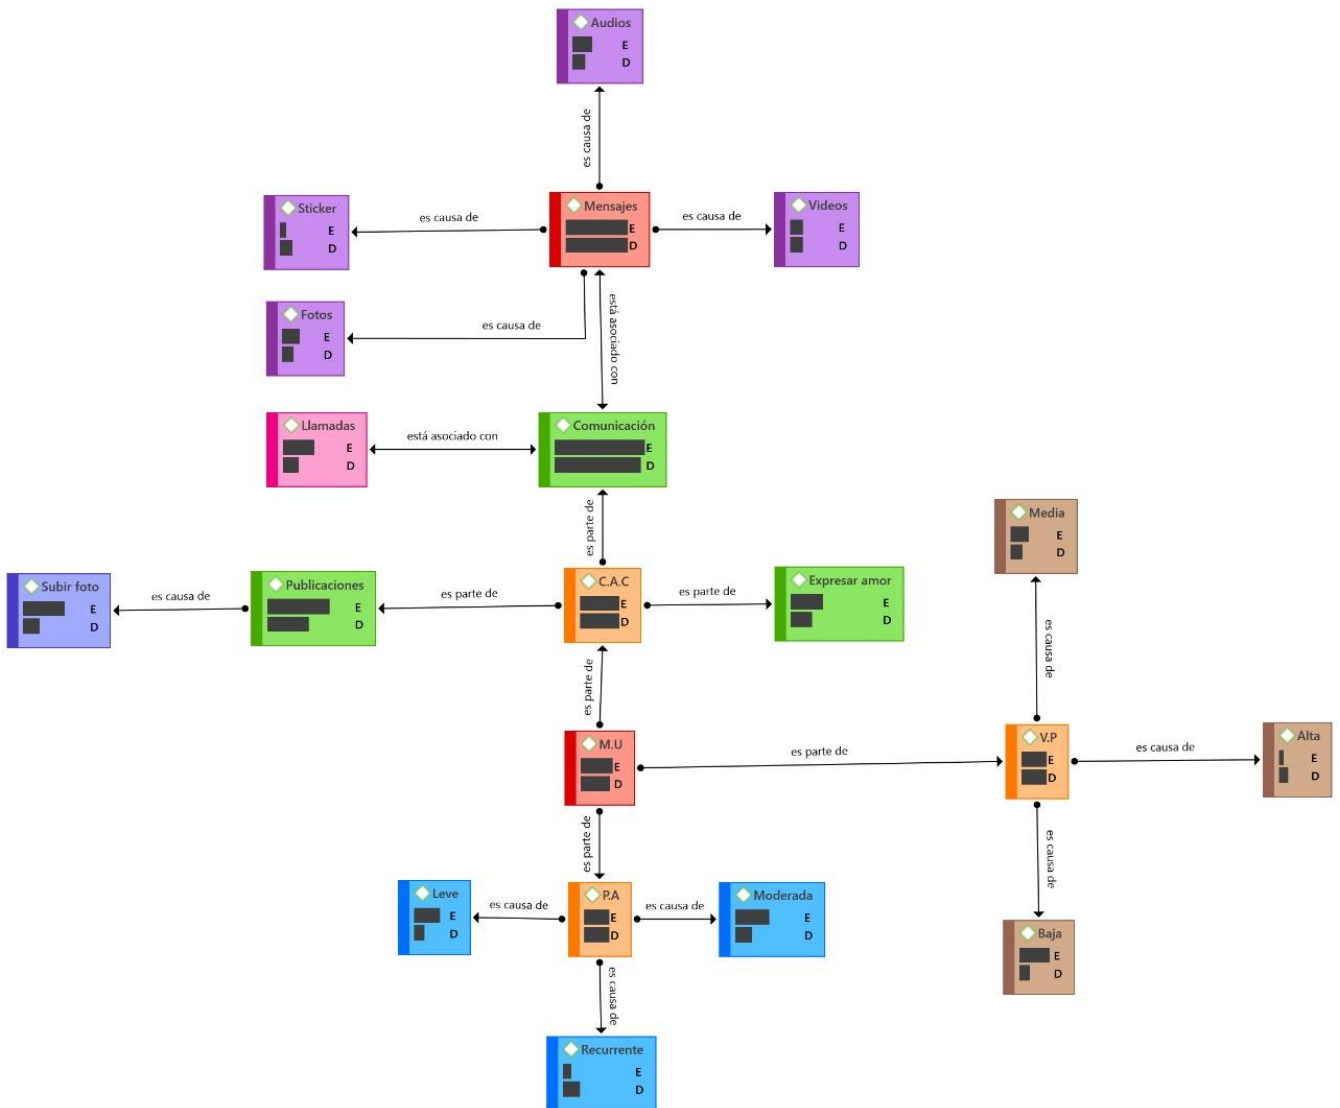 Audios
E
D
es causa de
Sticker
E
D
es causa de
Mensajes
E
D
es causa de
Videos
E
D
Fotos
E
D
es causa de
está asociado con
Llamadas
E
D
está asociado con
Comunicación
E
D
es parte de
Media
E
D
Subir foto
E
D
es causa de
Publicaciones
E
D
es parte de
C.A.C
E
D
es parte de
Expresar amor
E
D
es causa de
es parte de
M.U
E
D
es parte de
V.P
E
D
es causa de
Alta
E
D
es parte de
es causa de
Leve
E
D
es causa de
P.A
E
D
es causa de
Moderada
E
D
Baja
E
D
es causa de
Recurrente
E
D